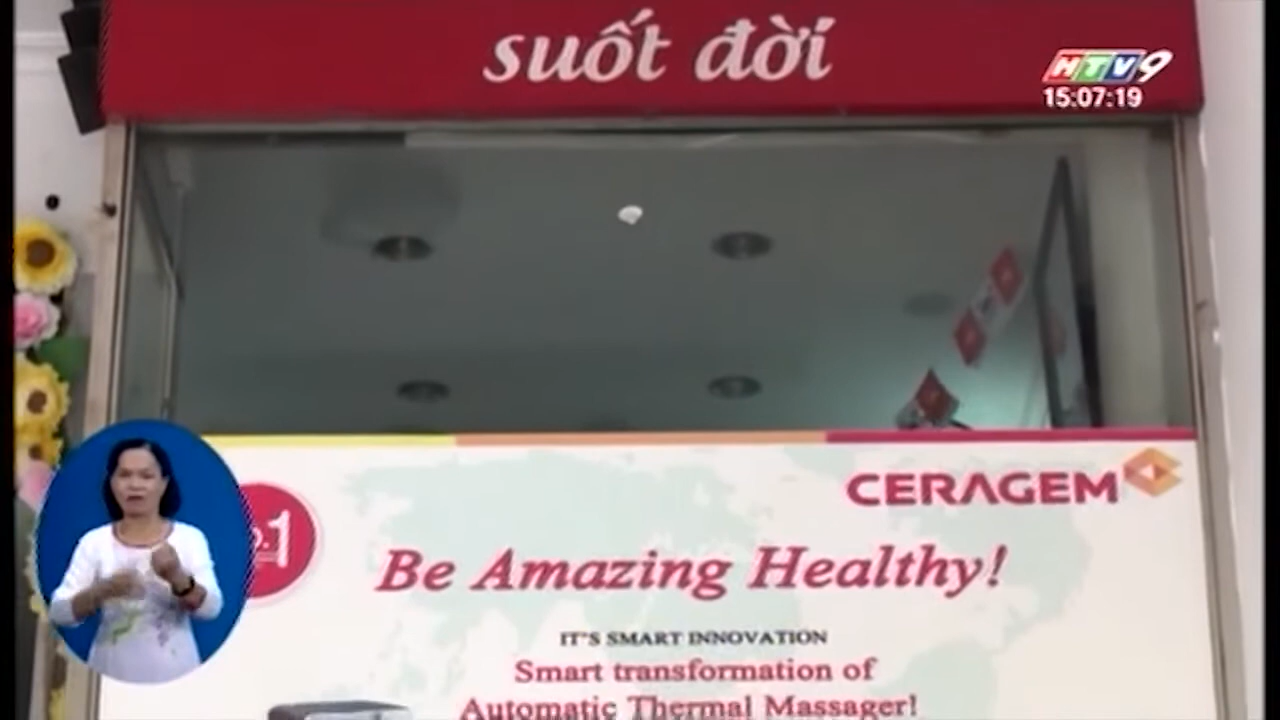 suốt đời
HTV9
15:07:19
CERAGEM
.1
Be Amazing Healthy!
IT'S SMART INNOVATION
Smart transformation of
Automatic Thermal Massager!